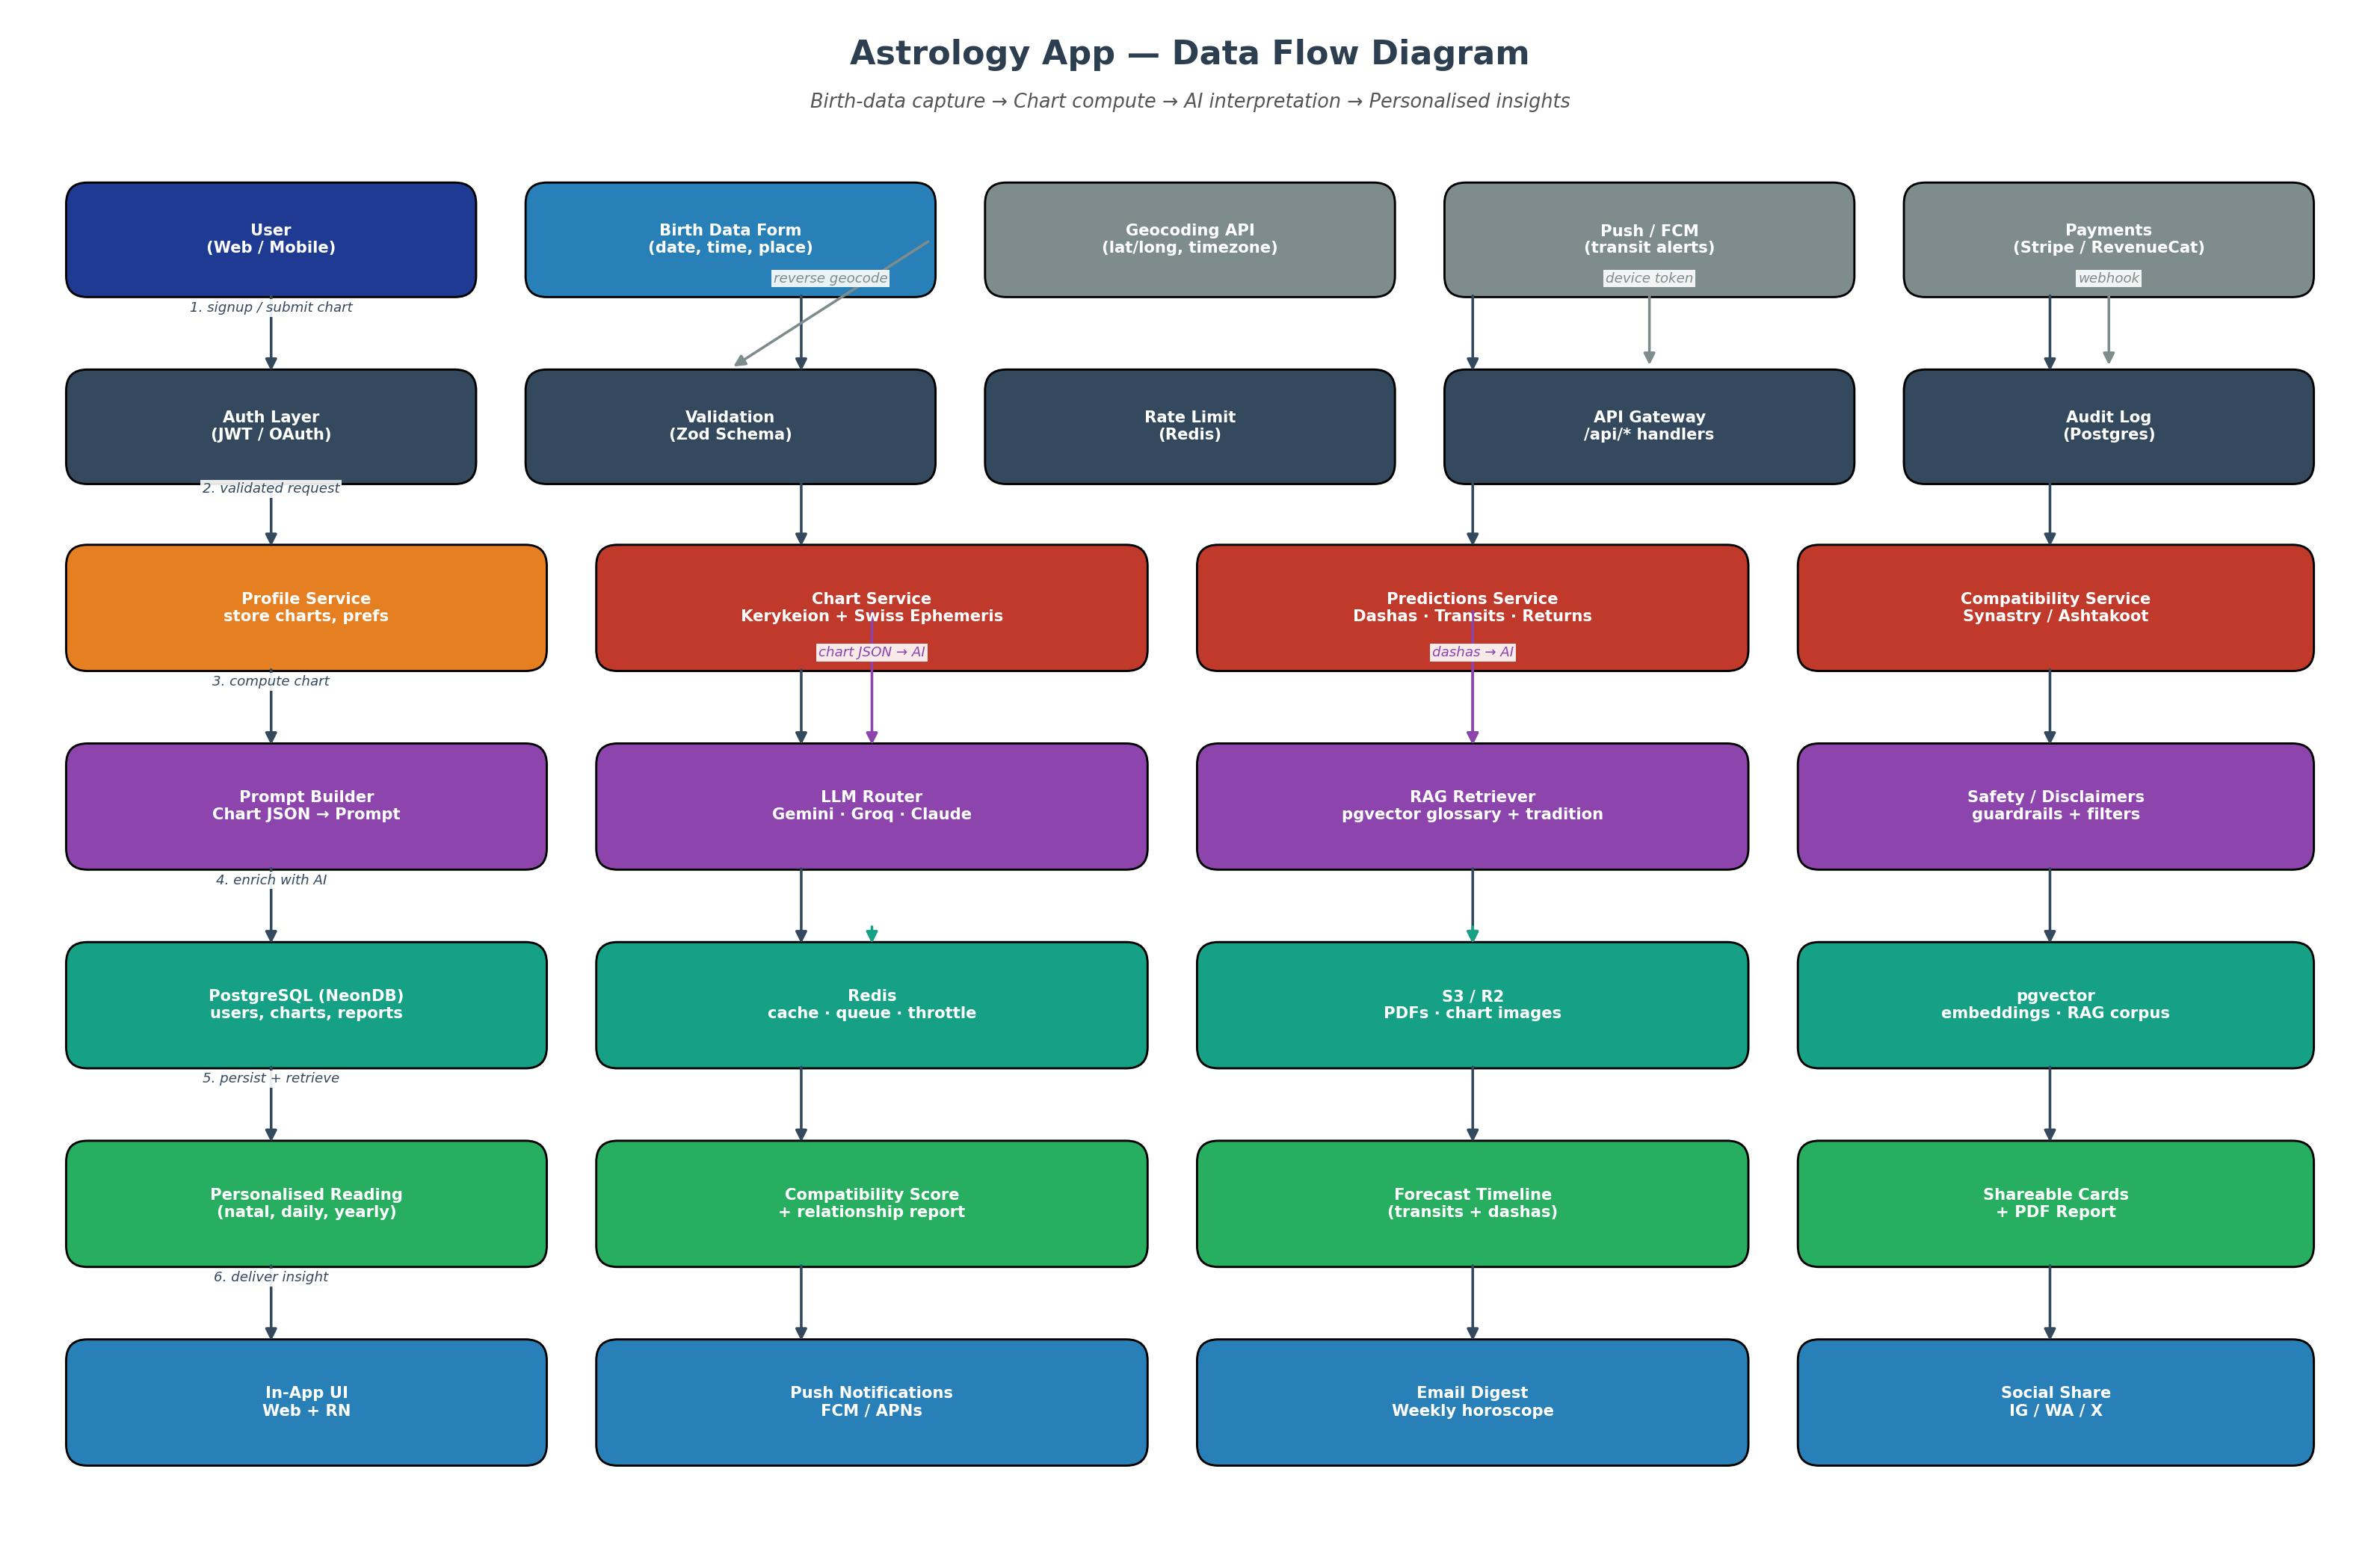 Astrology App — Data Flow Diagram
Birth-data capture → Chart compute → AI interpretation → Personalised insights
User
(Web / Mobile)
Birth Data Form
(date, time, place)
reverse geocode
Geocoding API
(lat/long, timezone)
Push / FCM
(transit alerts)
device token
Payments
(Stripe / RevenueCat)
webhook
1. signup / submit chart
Auth Layer
(JWT / OAuth)
Validation
(Zod Schema)
Rate Limit
(Redis)
API Gateway
/api/* handlers
Audit Log
(Postgres)
2. validated request
Profile Service
store charts, prefs
Chart Service
Kerykeion + Swiss Ephemeris
chart JSON → AI
Predictions Service
Dashas · Transits · Returns
dashas → AI
Compatibility Service
Synastry / Ashtakoot
3. compute chart
Prompt Builder
Chart JSON → Prompt
LLM Router
Gemini · Groq · Claude
RAG Retriever
pgvector glossary + tradition
Safety / Disclaimers
guardrails + filters
4. enrich with AI
PostgreSQL (NeonDB)
users, charts, reports
Redis
cache · queue · throttle
S3 / R2
PDFs · chart images
pgvector
embeddings · RAG corpus
5. persist + retrieve
Personalised Reading
(natal, daily, yearly)
Compatibility Score
+ relationship report
Forecast Timeline
(transits + dashas)
Shareable Cards
+ PDF Report
6. deliver insight
In-App UI
Web + RN
Push Notifications
FCM / APNs
Email Digest
Weekly horoscope
Social Share
IG / WA / X